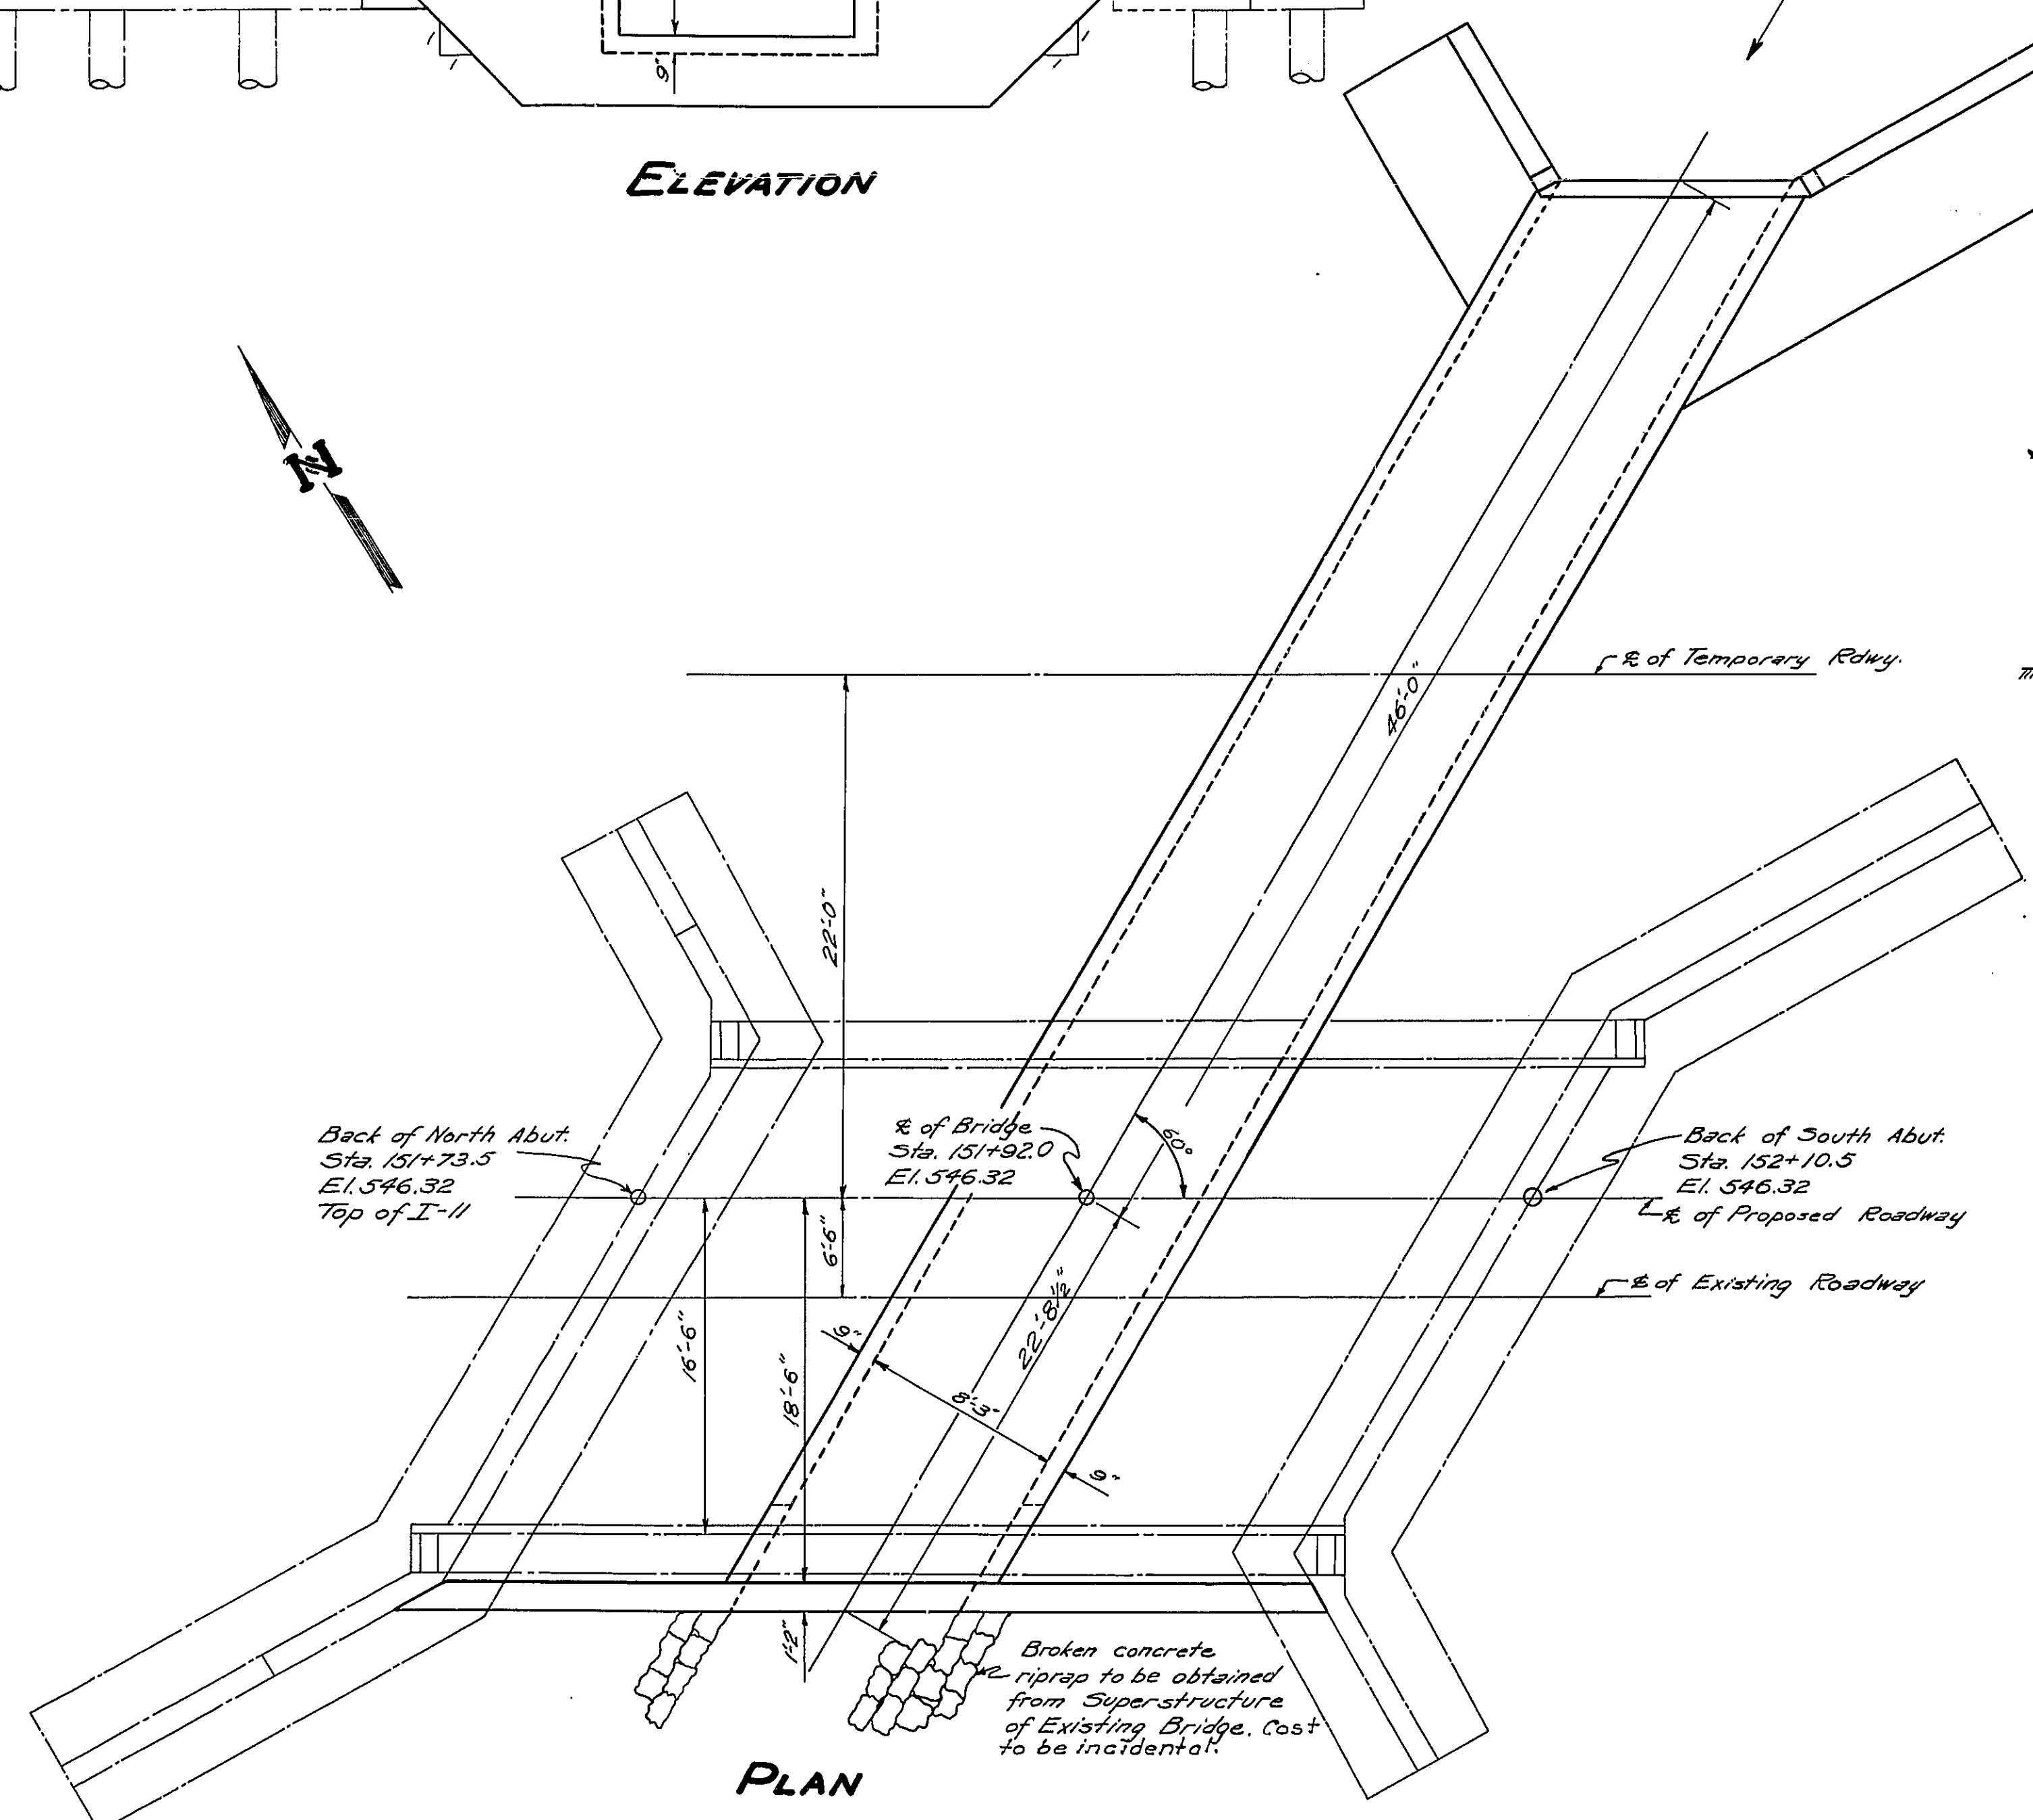 9"
ELEVATION
N
℄ of Temporary Rdwy.
46'-0"
22'-0"
Back of North Abut.
Sta. 151+73.5
El. 546.32
Top of I-11
℄ of Bridge
Sta. 151+92.0
El. 546.32
60°
Back of South Abut.
Sta. 152+10.5
El. 546.32
℄ of Proposed Roadway
6'-6"
℄ of Existing Roadway
16'-6"
18'-6"
9"
22'-8½"
8'-3"
9"
1'-2"
Broken concrete
riprap to be obtained
from Superstructure
of Existing Bridge. Cost
to be incidental.
PLAN